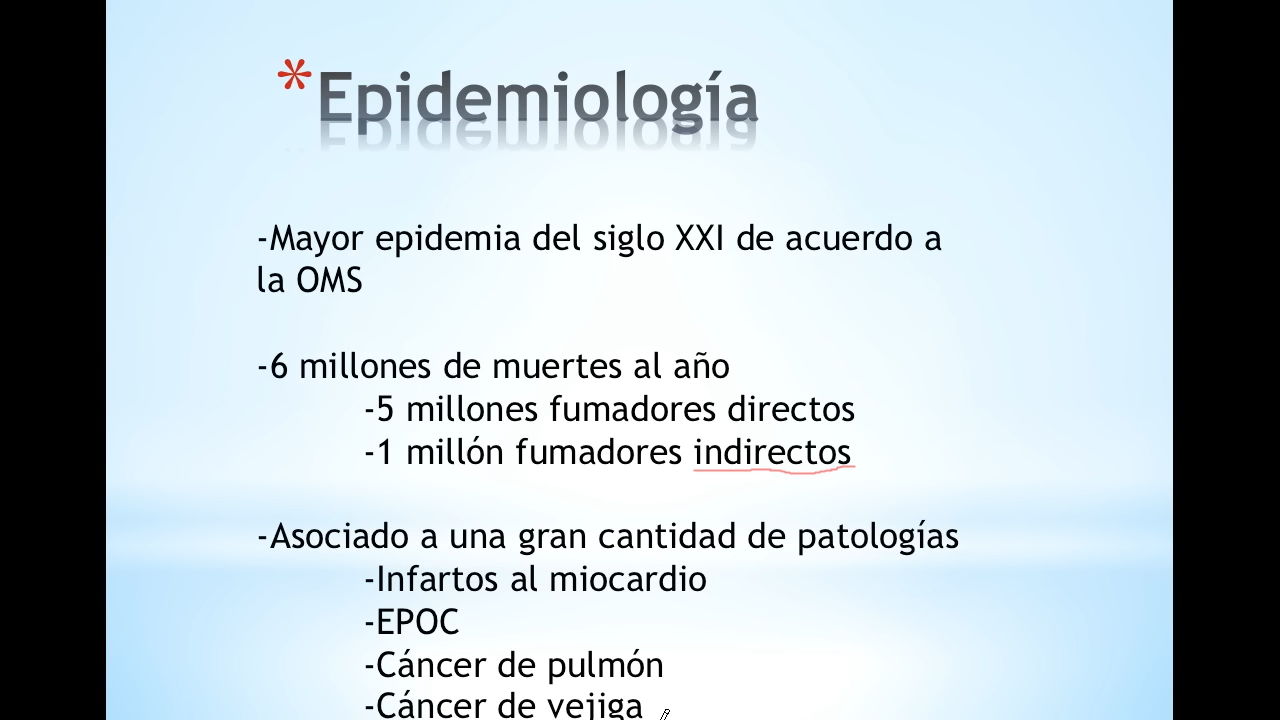 *Epidemiología
-Mayor epidemia del siglo XXI de acuerdo a
la OMS
-6 millones de muertes al año
-5 millones fumadores directos
-1 millón fumadores indirectos
-Asociado a una gran cantidad de patologías
-Infartos al miocardio
-EPOC
-Cáncer de pulmón
-Cáncer de vejiga